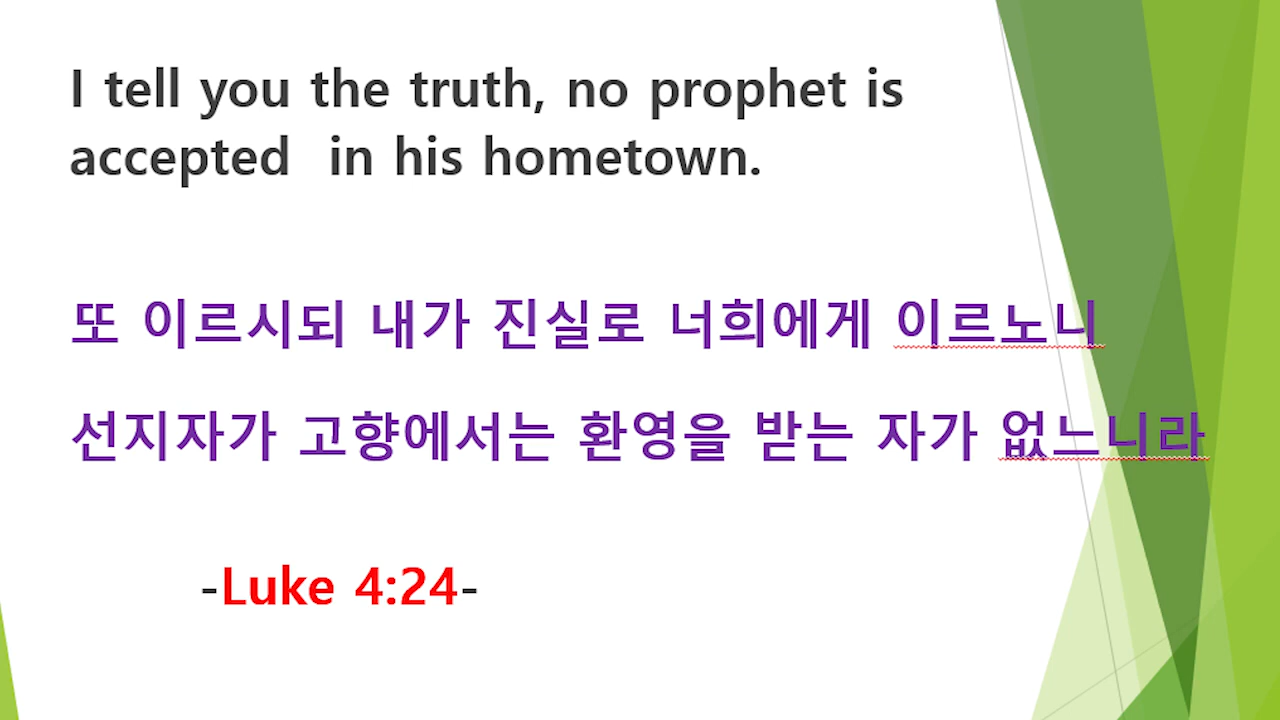 I tell you the truth, no prophet is
accepted  in his hometown.
또 이르시되 내가 진실로 너희에게 이르노니
선지자가 고향에서는 환영을 받는 자가 없느니라
-Luke 4:24-